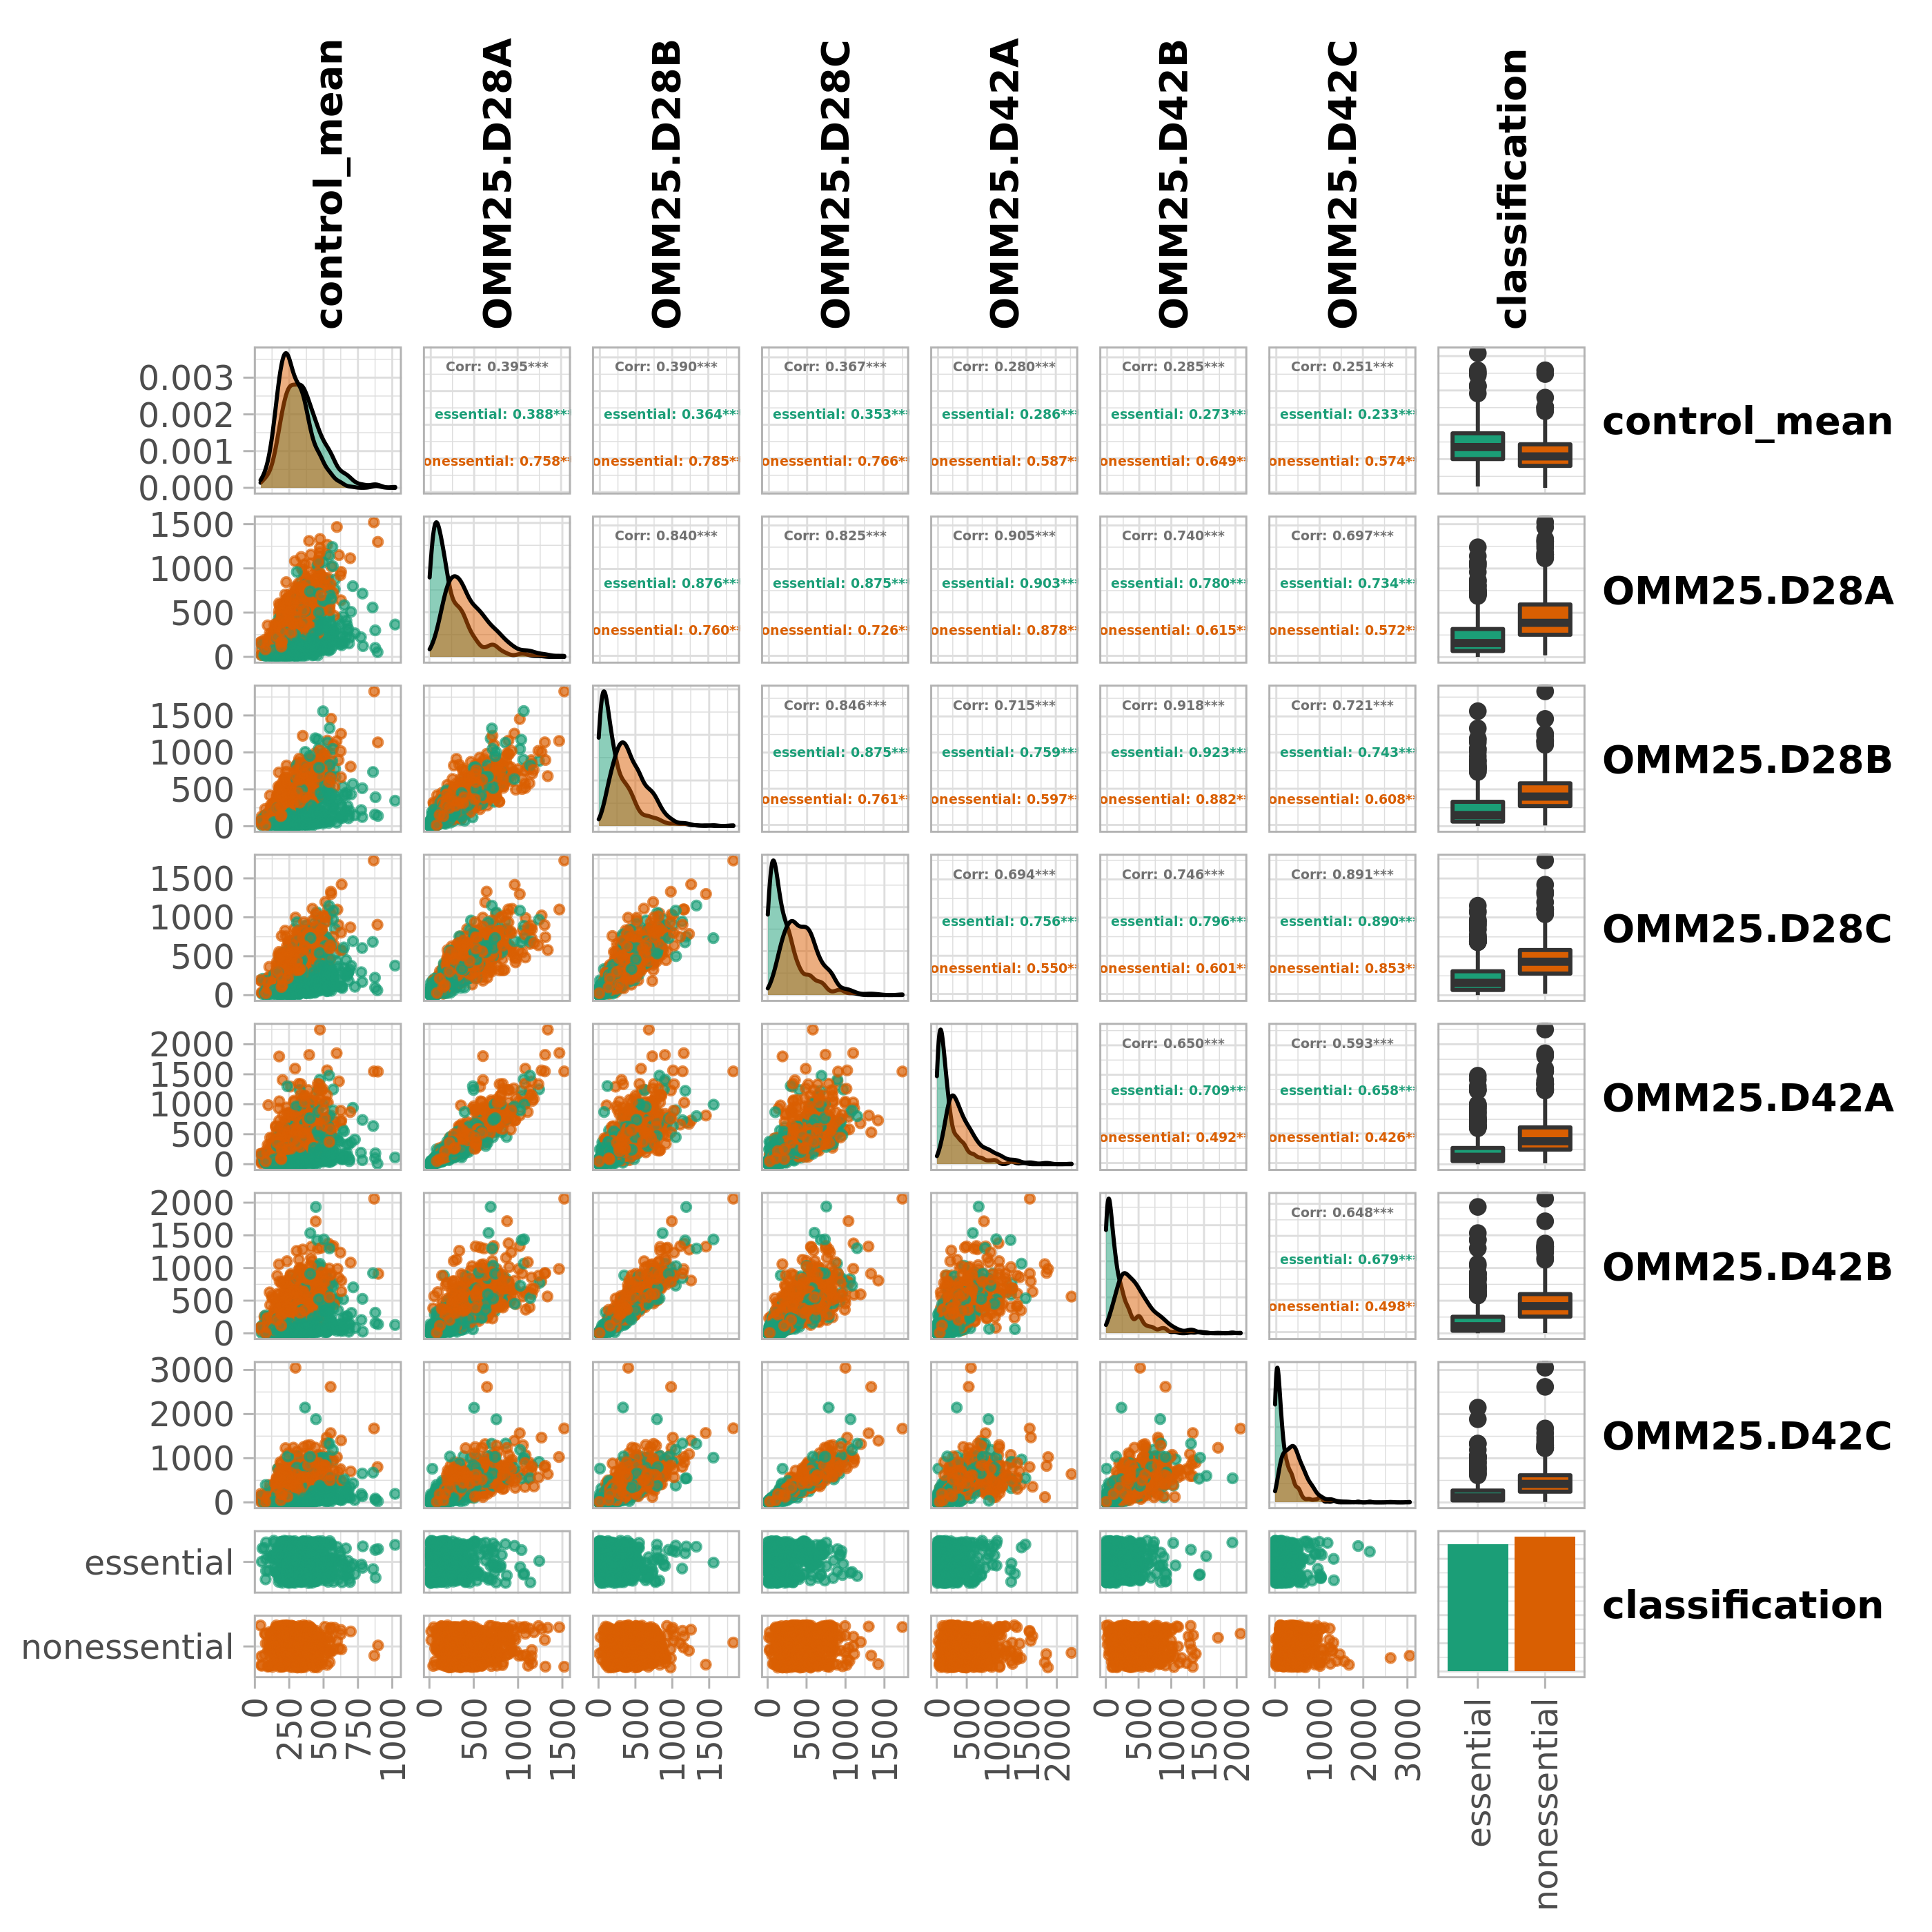 control_mean
OMM25.D28A
OMM25.D28B
OMM25.D28C
OMM25.D42A
OMM25.D42B
OMM25.D42C
classification
0.003
0.002
0.001
0.000
Corr: 0.395***
essential: 0.388***
onessential: 0.758*
Corr: 0.390***
essential: 0.364***
onessential: 0.785*
Corr: 0.367***
essential: 0.353***
onessential: 0.766*
Corr: 0.280***
essential: 0.286***
onessential: 0.587*
Corr: 0.285***
essential: 0.273***
onessential: 0.649*
Corr: 0.251***
essential: 0.233***
onessential: 0.574*
control_mean
1500
1000
500
0
Corr: 0.840***
essential: 0.876***
onessential: 0.760*
Corr: 0.825***
essential: 0.875***
onessential: 0.726*
Corr: 0.905***
essential: 0.903***
onessential: 0.878*
Corr: 0.740***
essential: 0.780***
onessential: 0.615*
Corr: 0.697***
essential: 0.734***
onessential: 0.572*
OMM25.D28A
1500
1000
500
0
Corr: 0.846***
essential: 0.875***
onessential: 0.761*
Corr: 0.715***
essential: 0.759***
onessential: 0.597*
Corr: 0.918***
essential: 0.923***
onessential: 0.882*
Corr: 0.721***
essential: 0.743***
onessential: 0.608*
OMM25.D28B
1500
1000
500
0
Corr: 0.694***
essential: 0.756***
onessential: 0.550*
Corr: 0.746***
essential: 0.796***
onessential: 0.601*
Corr: 0.891***
essential: 0.890***
onessential: 0.853*
OMM25.D28C
2000
1500
1000
500
0
Corr: 0.650***
essential: 0.709***
onessential: 0.492*
Corr: 0.593***
essential: 0.658***
onessential: 0.426*
OMM25.D42A
2000
1500
1000
500
0
Corr: 0.648***
essential: 0.679***
onessential: 0.498*
OMM25.D42B
3000
2000
1000
0
OMM25.D42C
essential
nonessential
classification
0
250
500
750
1000
0
500
1000
1500
0
500
1000
1500
0
500
1000
1500
0
500
1000
1500
2000
0
500
1000
1500
2000
0
1000
2000
3000
essential
nonessential